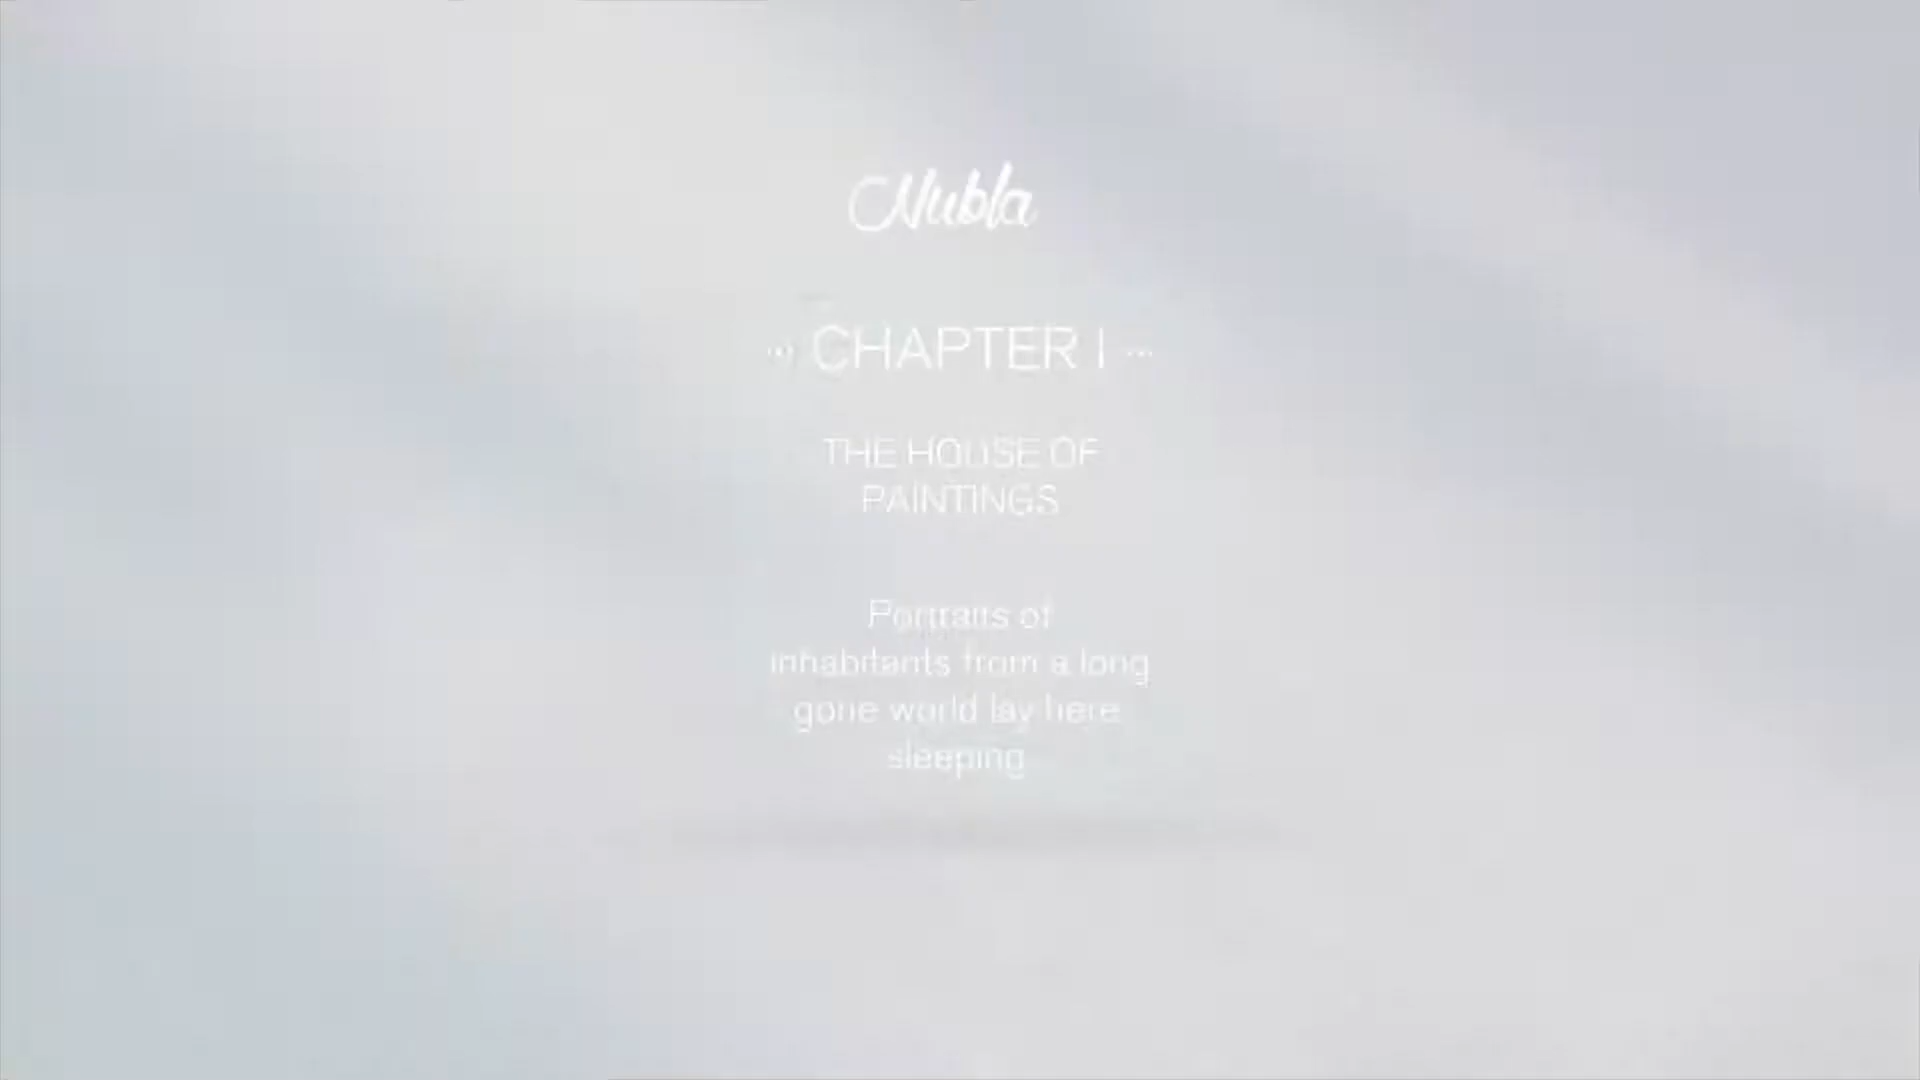 Nubla
··· CHAPTER I ···
THE HOUSE OF
PAINTINGS
Portraits of
inhabitants from a long
gone world lay here
sleeping